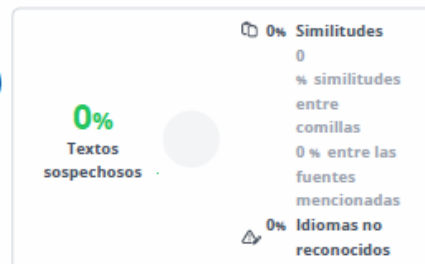 0%
Textos
sospechosos
0% Similitudes
0
% similitudes
entre
comillas
0 % entre las
fuentes
mencionadas
0% Idiomas no
reconocidos